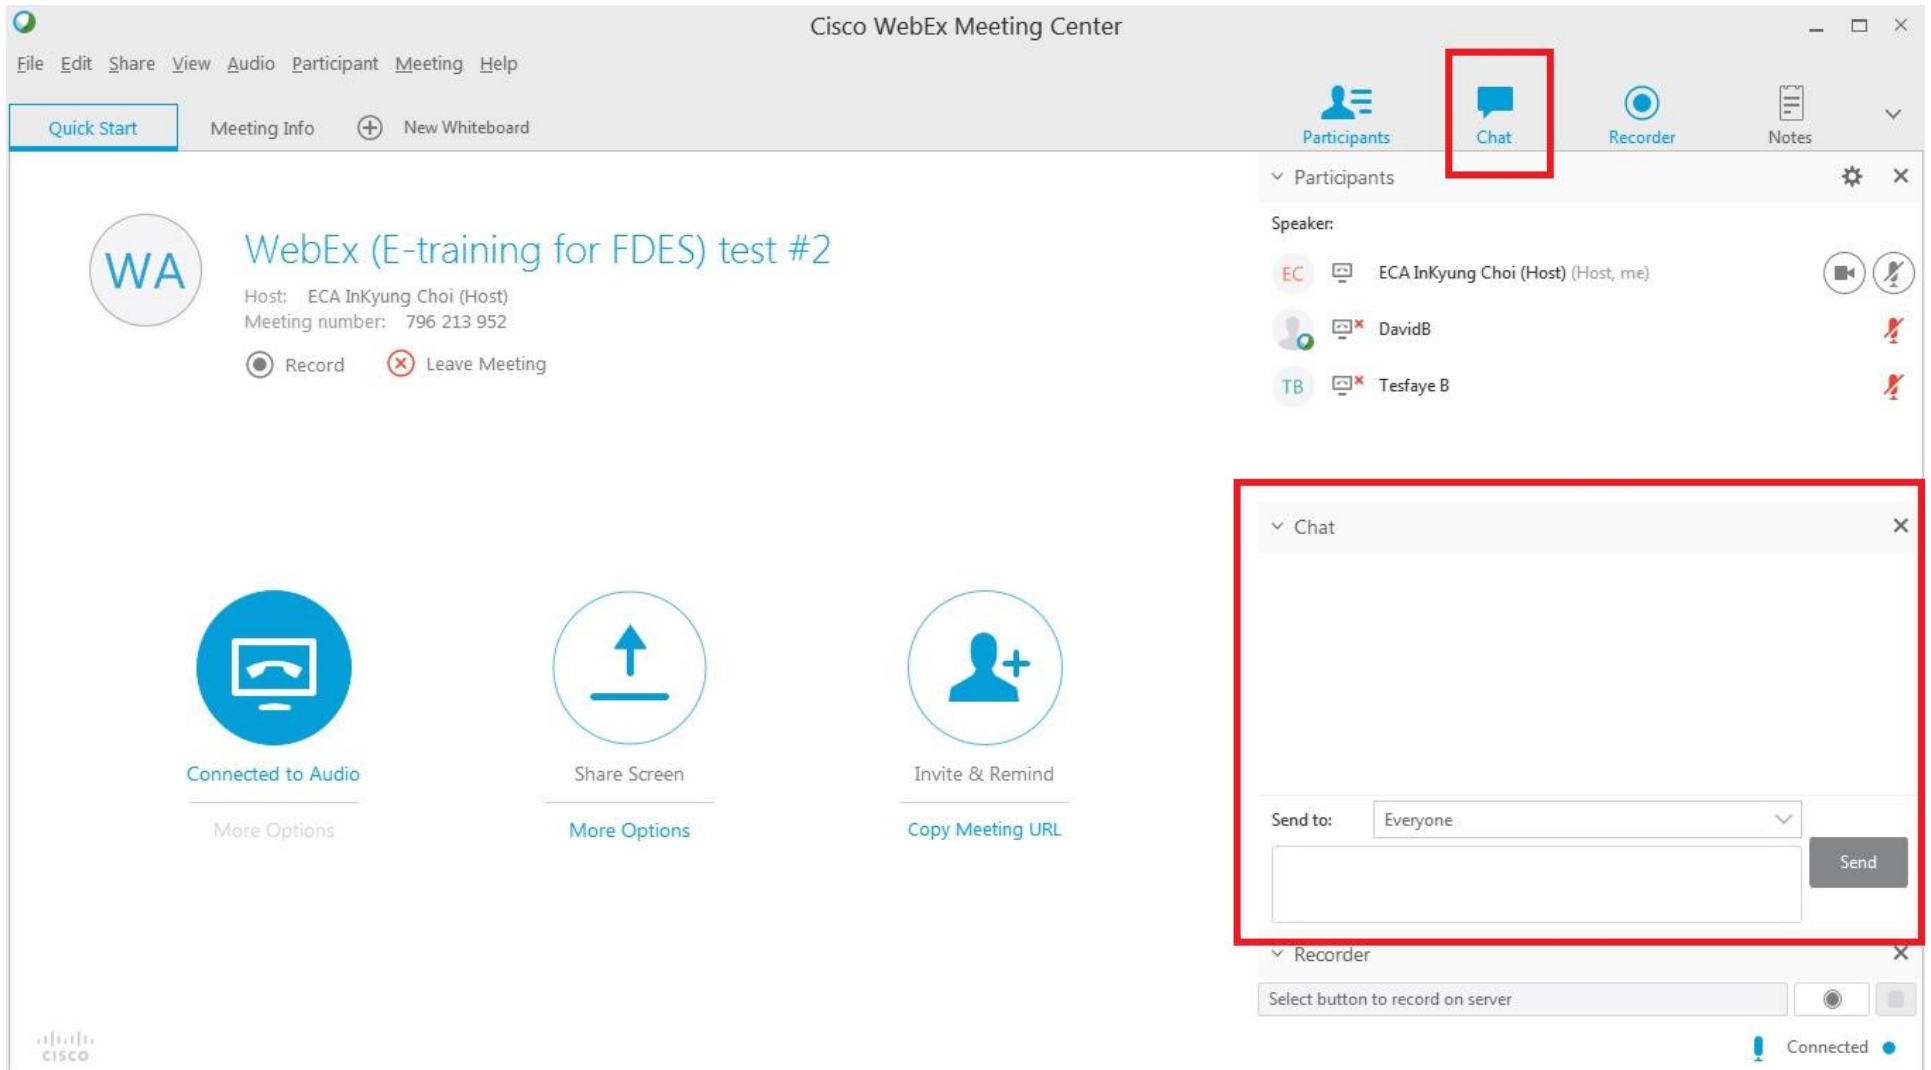 Cisco WebEx Meeting Center
File Edit Share View Audio Participant Meeting Help
Quick Start Meeting Info New Whiteboard
Participants Chat Recorder Notes
WA
WebEx (E-training for FDES) test #2
Host: ECA InKyung Choi (Host)
Meeting number: 796 213 952
Record Leave Meeting
Connected to Audio
More Options
Share Screen
More Options
Invite & Remind
Copy Meeting URL
Participants
Speaker:
EC ECA InKyung Choi (Host) (Host, me)
DavidB
TB Tesfaye B
Chat
Send to: Everyone
Send
Recorder
Select button to record on server
Connected
CISCO